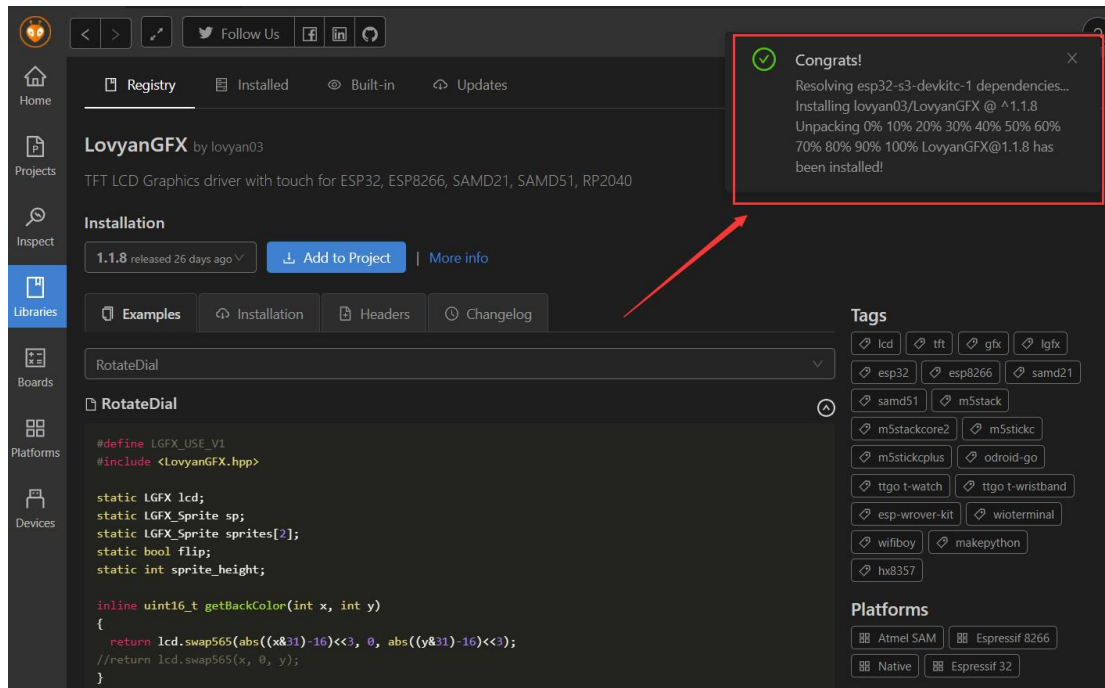 Follow Us
Home
Registry
Installed
Built-in
Updates
Congrats!
Resolving esp32-s3-devkitc-1 dependencies...
Installing lovyan03/LovyanGFX @ ^1.1.8
Unpacking 0% 10% 20% 30% 40% 50% 60%
70% 80% 90% 100% LovyanGFX@1.1.8 has
been installed!
Projects
LovyanGFX by lovyan03
TFT LCD Graphics driver with touch for ESP32, ESP8266, SAMD21, SAMD51, RP2040
Inspect
Installation
1.1.8 released 26 days ago
Add to Project | More info
Libraries
Examples
Installation
Headers
Changelog
Boards
RotateDial
RotateDial
Platforms
Devices
#define LGFX_USE_V1
#include <LovyanGFX.hpp>
static LGFX lcd;
static LGFX_Sprite sp;
static LGFX_Sprite sprites[2];
static bool flip;
static int sprite_height;
inline uint16_t getBackColor(int x, int y)
{
return lcd.swap565(abs((x&31)-16)<<3, 0, abs((y&31)-16)<<3);
//return lcd.swap565(x, 0, y);
}
Tags
lcd tft gfx lgfx
esp32 esp8266 samd21
samd51 m5stack
m5stackcore2 m5stickc
m5stickcplus odroid-go
ttgo t-watch ttgo t-wristband
esp-wrover-kit wioterminal
wifiboy makepython
hx8357
Platforms
Atmel SAM Espressif 8266
Native Espressif 32